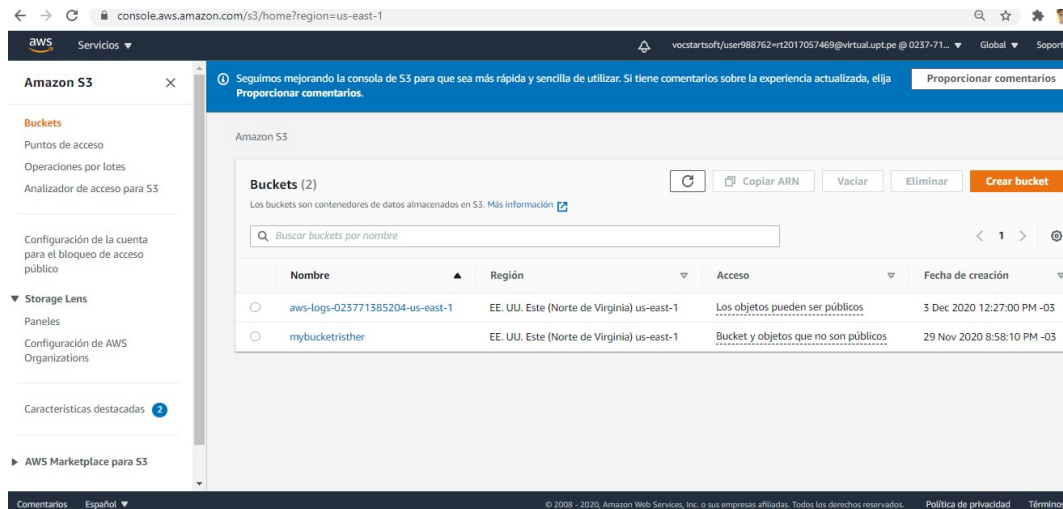 console.aws.amazon.com/s3/home?region=us-east-1
aws
Servicios
vocstartsoft/user988762=rt2017057469@virtual.upt.pe @ 0237-71...
Global
Soport
Amazon S3
Buckets
Puntos de acceso
Operaciones por lotes
Analizador de acceso para S3
Configuración de la cuenta
para el bloqueo de acceso
público
Storage Lens
Paneles
Configuración de AWS
Organizations
Características destacadas 2
AWS Marketplace para S3
Seguimos mejorando la consola de S3 para que sea más rápida y sencilla de utilizar. Si tiene comentarios sobre la experiencia actualizada, elija
Proporcionar comentarios.
Proporcionar comentarios
Amazon S3
Buckets (2)
Copiar ARN
Vaciar
Eliminar
Crear bucket
Los buckets son contenedores de datos almacenados en S3. Más información
Buscar buckets por nombre
1
Nombre Región Acceso Fecha de creación
aws-logs-023771385204-us-east-1 EE. UU. Este (Norte de Virginia) us-east-1 Los objetos pueden ser públicos 3 Dec 2020 12:27:00 PM -03
mybucketristher EE. UU. Este (Norte de Virginia) us-east-1 Bucket y objetos que no son públicos 29 Nov 2020 8:58:10 PM -03
Comentarios Español © 2008 - 2020, Amazon Web Services, Inc. o sus empresas afiliadas. Todos los derechos reservados. Política de privacidad Términos